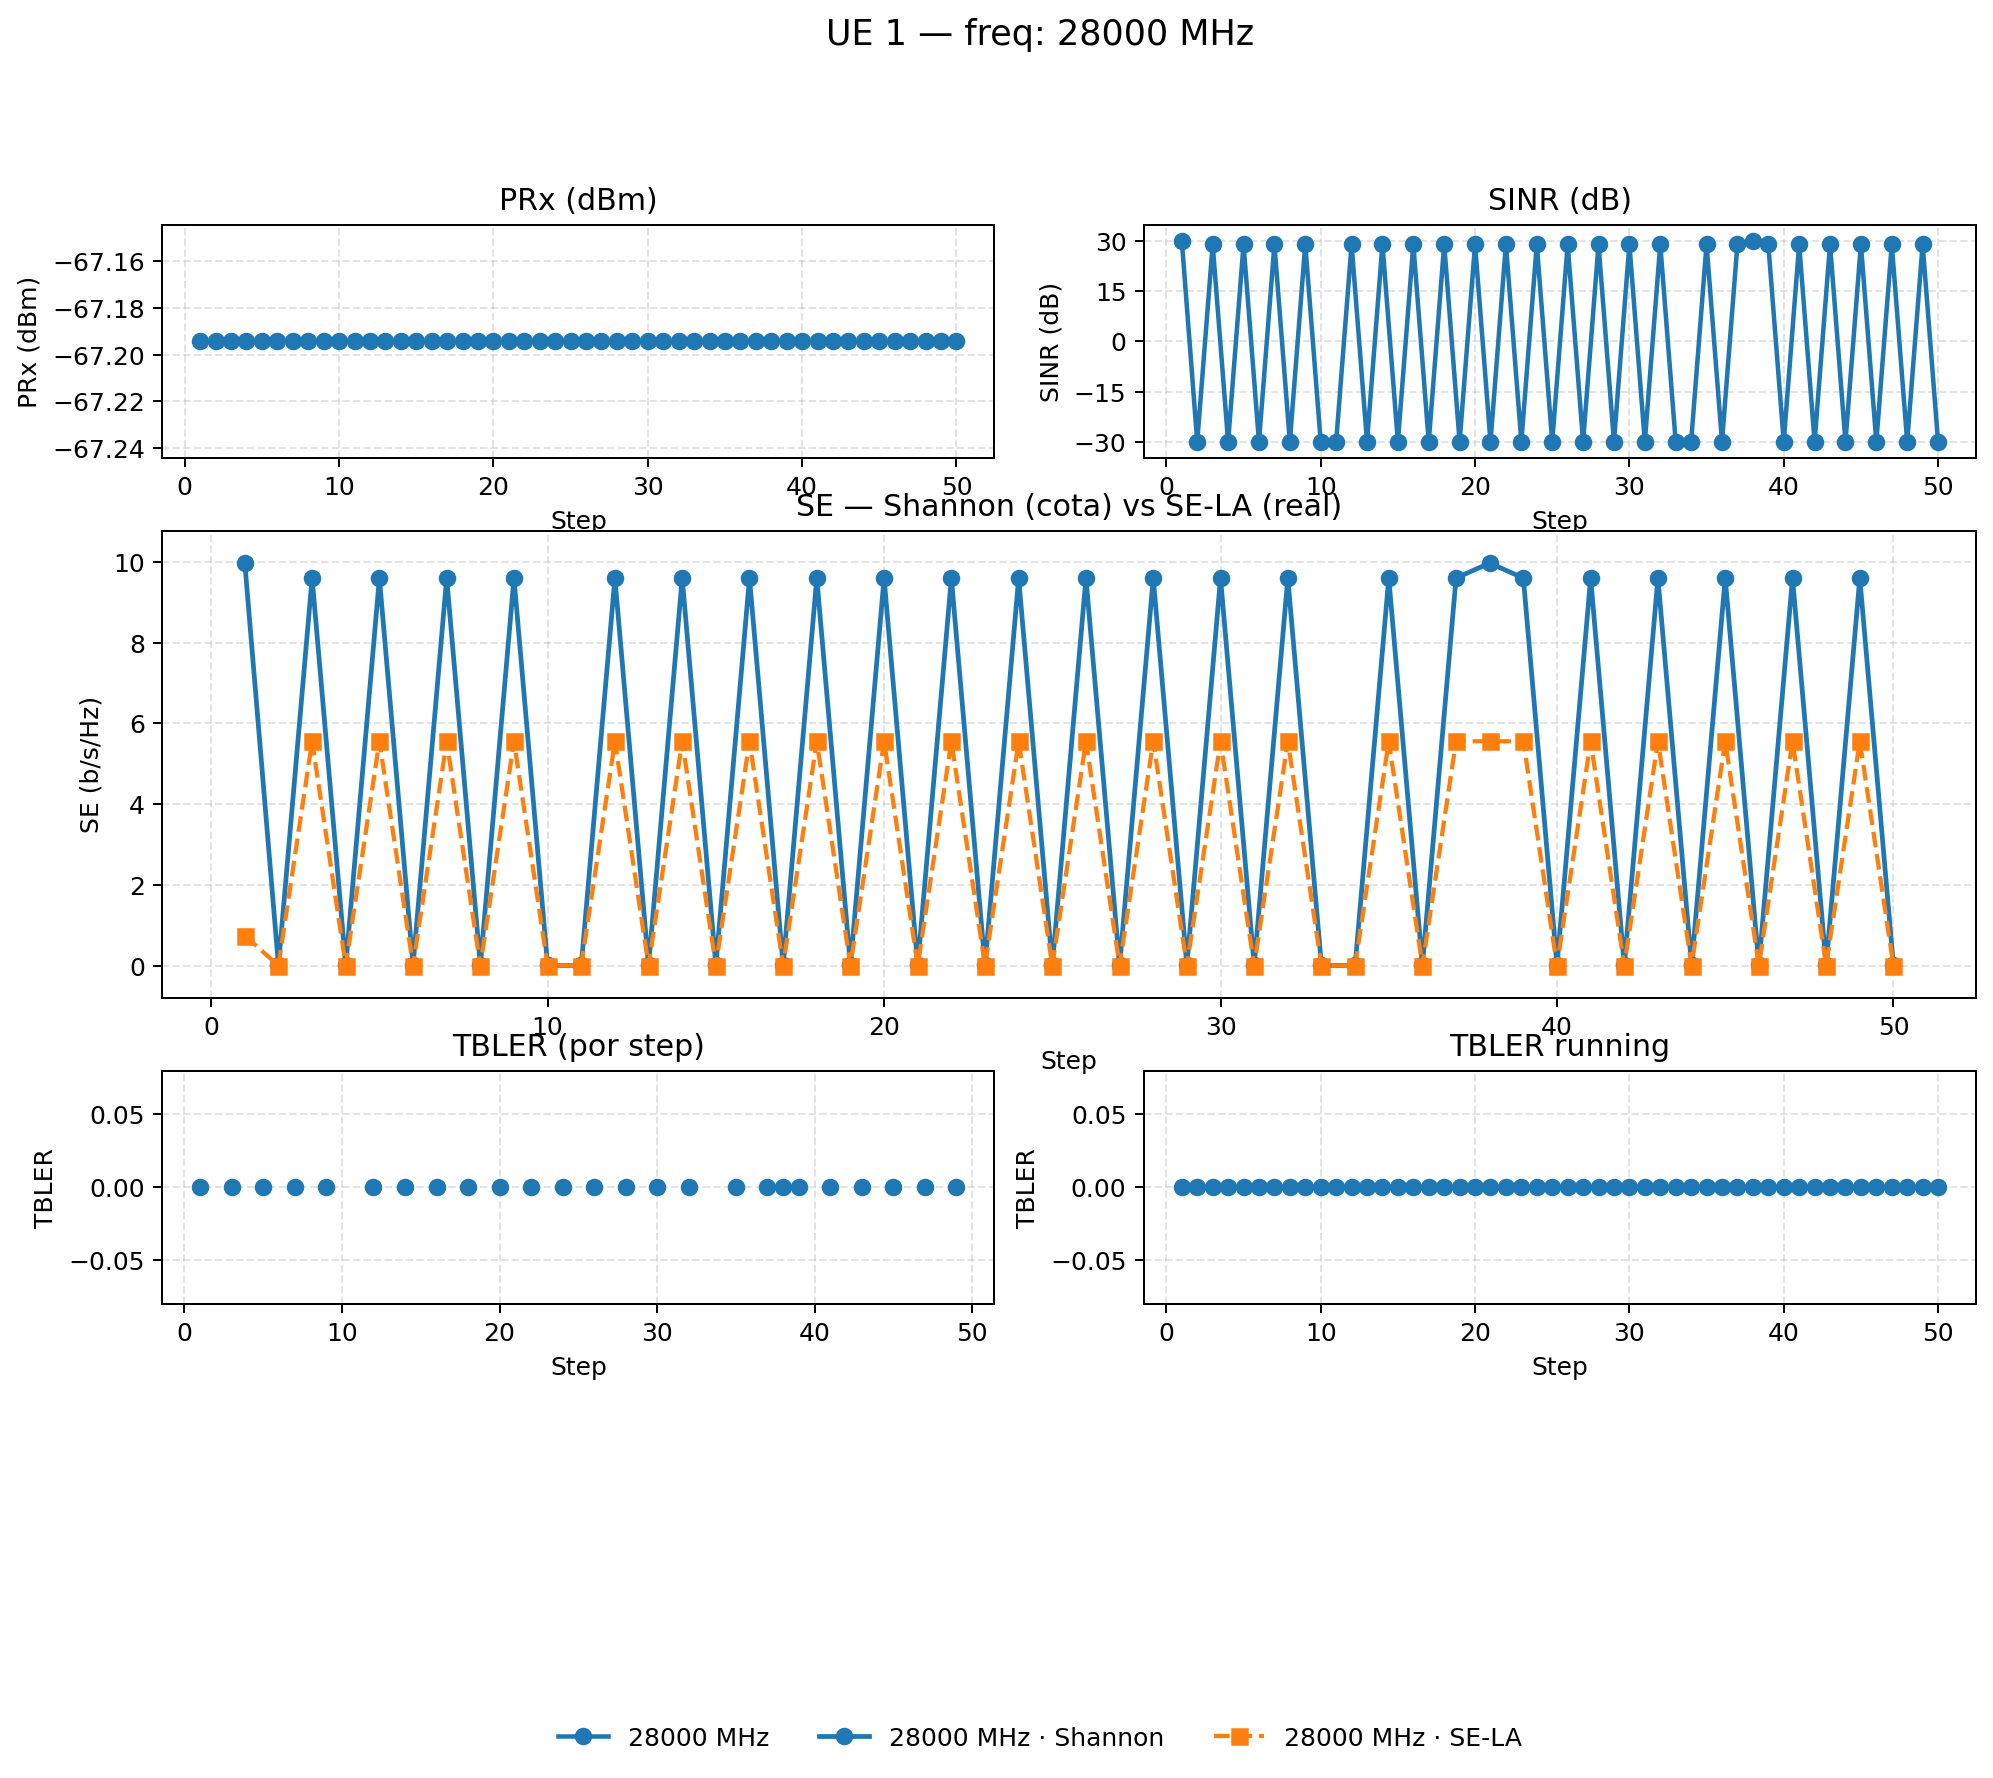 UE 1 — freq: 28000 MHz
PRx (dBm)
PRx (dBm)
−67.16
−67.18
−67.20
−67.22
−67.24
0 10 20 30 40 50
Step
SINR (dB)
SINR (dB)
30
15
0
−15
−30
0 10 20 30 40 50
Step
SE — Shannon (cota) vs SE-LA (real)
SE (b/s/Hz)
10
8
6
4
2
0
0 10 20 30 40 50
Step
TBLER (por step)
TBLER
0.05
0.00
−0.05
0 10 20 30 40 50
Step
TBLER running
TBLER
0.05
0.00
−0.05
0 10 20 30 40 50
Step
28000 MHz 28000 MHz · Shannon 28000 MHz · SE-LA